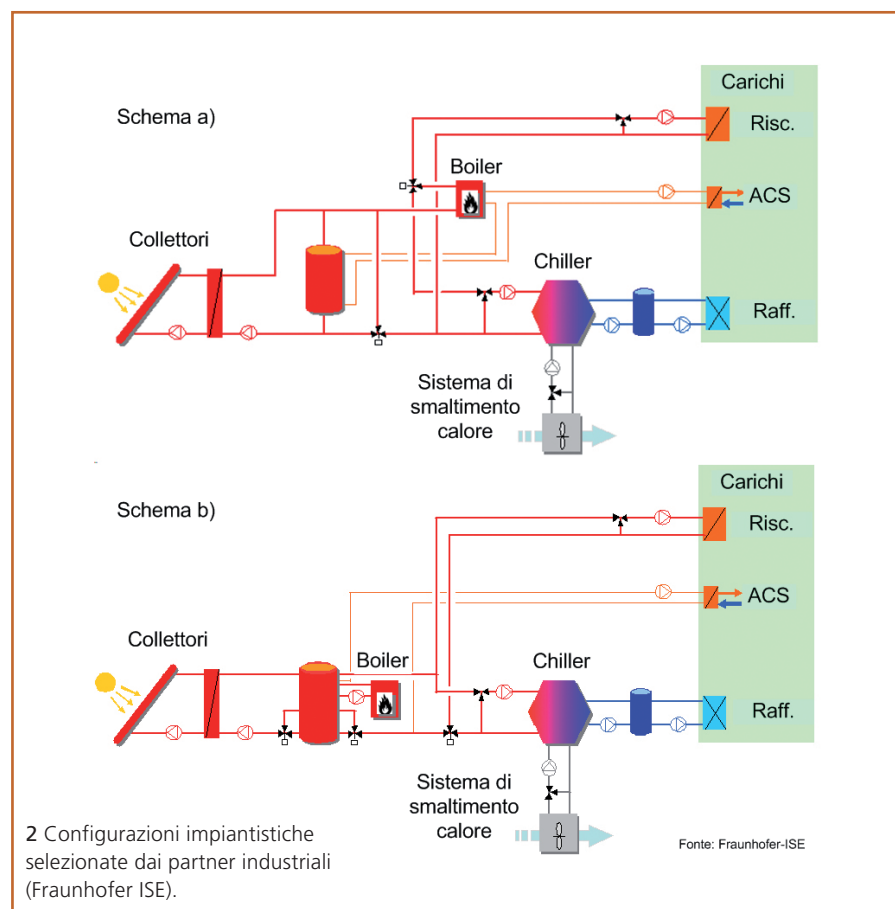 Schema a)
Carichi
Risc.
Boiler
ACS
Collettori
Chiller
Raff.
Sistema di
smaltimento
calore
Schema b)
Carichi
Risc.
ACS
Collettori
Boiler
Chiller
Raff.
Sistema di
smaltimento
calore
2 Configurazioni impiantistiche
selezionate dai partner industriali
(Fraunhofer ISE).
Fonte: Fraunhofer-ISE